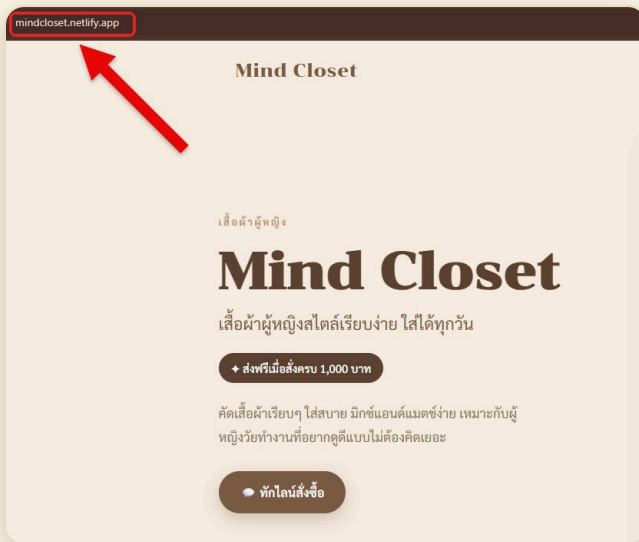 mindcloset.netlify.app
Mind Closet
เสื้อผ้าผู้หญิง
Mind Closet
เสื้อผ้าผู้หญิงสไตล์เรียบง่าย ใส่ได้ทุกวัน
✦ ส่งฟรีเมื่อสั่งครบ 1,000 บาท
คัดเสื้อผ้าเรียบๆ ใส่สบาย มิกซ์แอนด์แมตช์ง่าย เหมาะกับผู้
หญิงวัยทำงานที่อยากดูดีแบบไม่ต้องคิดเยอะ
💬 ทักไลน์สั่งซื้อ